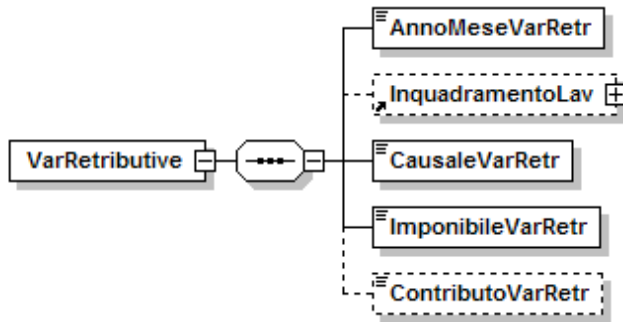 AnnoMeseVarRetr
InquadramentoLav
VarRetributive
CausaleVarRetr
ImponibileVarRetr
ContributoVarRetr